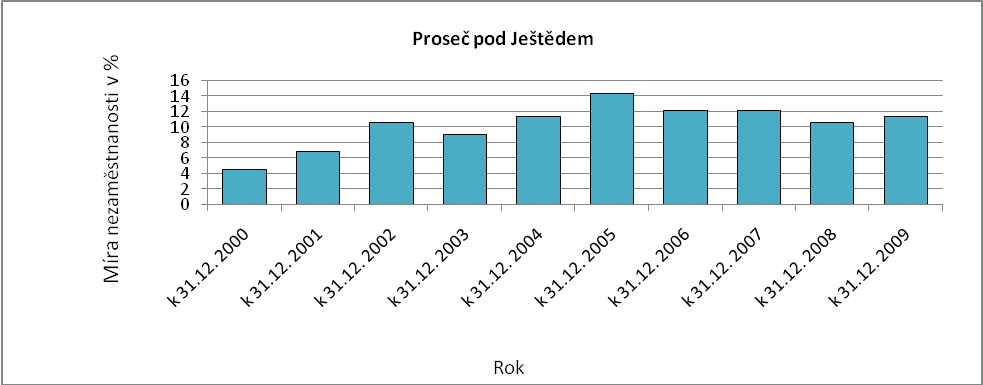 Proseč pod Ještědem
Míra nezaměstnanosti v %
16
14
12
10
8
6
4
2
0
k 31.12. 2000
k 31.12. 2001
k 31.12. 2002
k 31.12. 2003
k 31.12. 2004
k 31.12. 2005
k 31.12. 2006
k 31.12. 2007
k 31.12. 2008
k 31.12. 2009
Rok